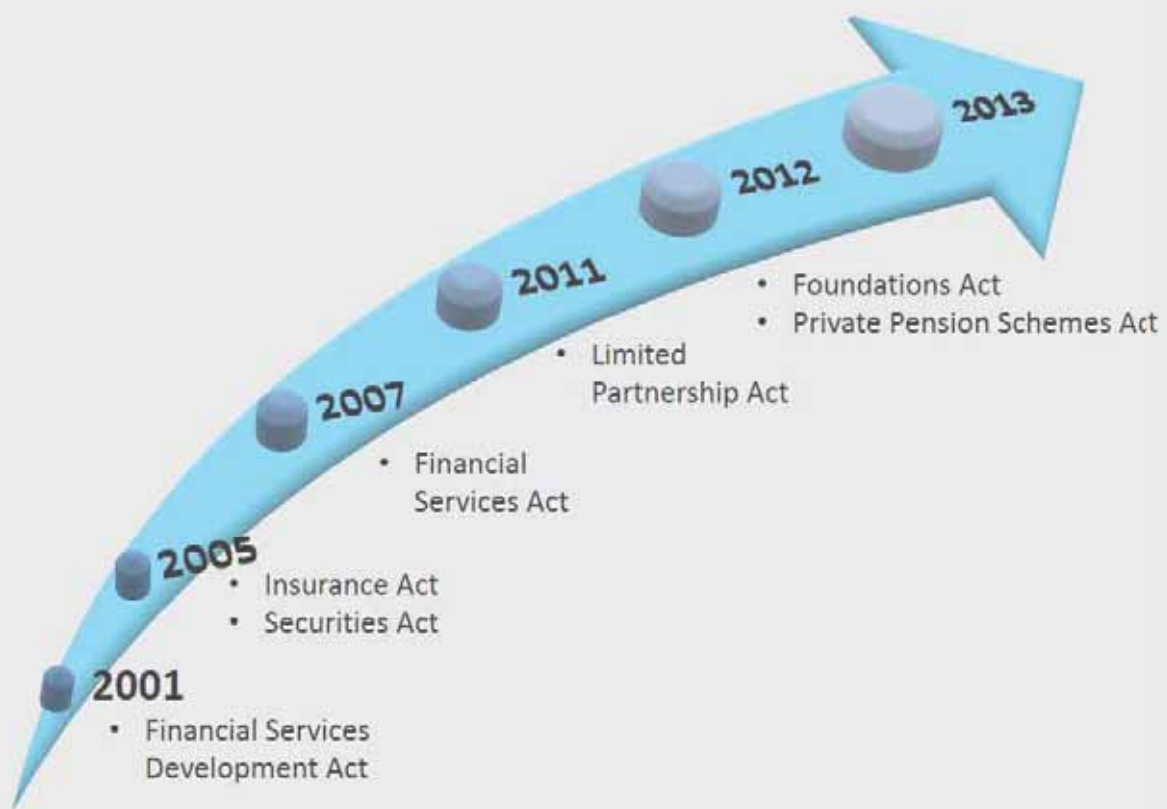 2013
2012
• Foundations Act
• Private Pension Schemes Act
2011
• Limited
Partnership Act
2007
• Financial
Services Act
2005
• Insurance Act
• Securities Act
2001
• Financial Services
Development Act